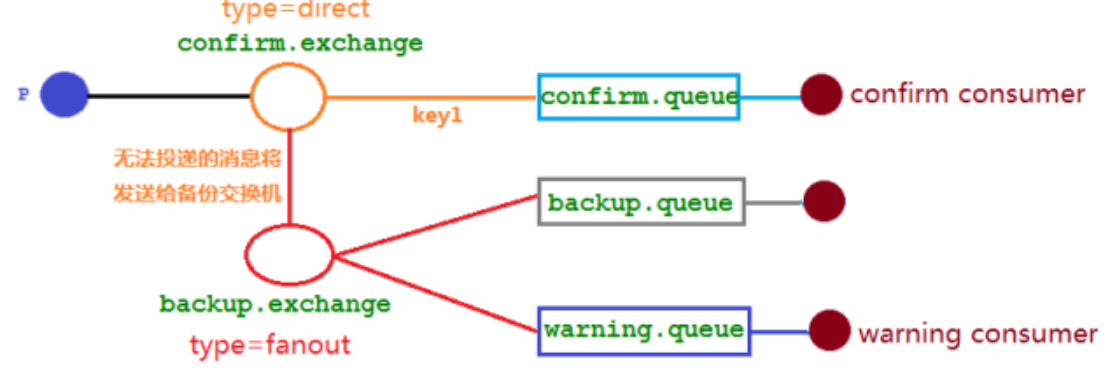 type=direct
confirm.exchange
P
confirm.queue
confirm consumer
key1
无法投递的消息将
发送给备份交换机
backup.queue
backup.exchange
type=fanout
warning.queue
warning consumer